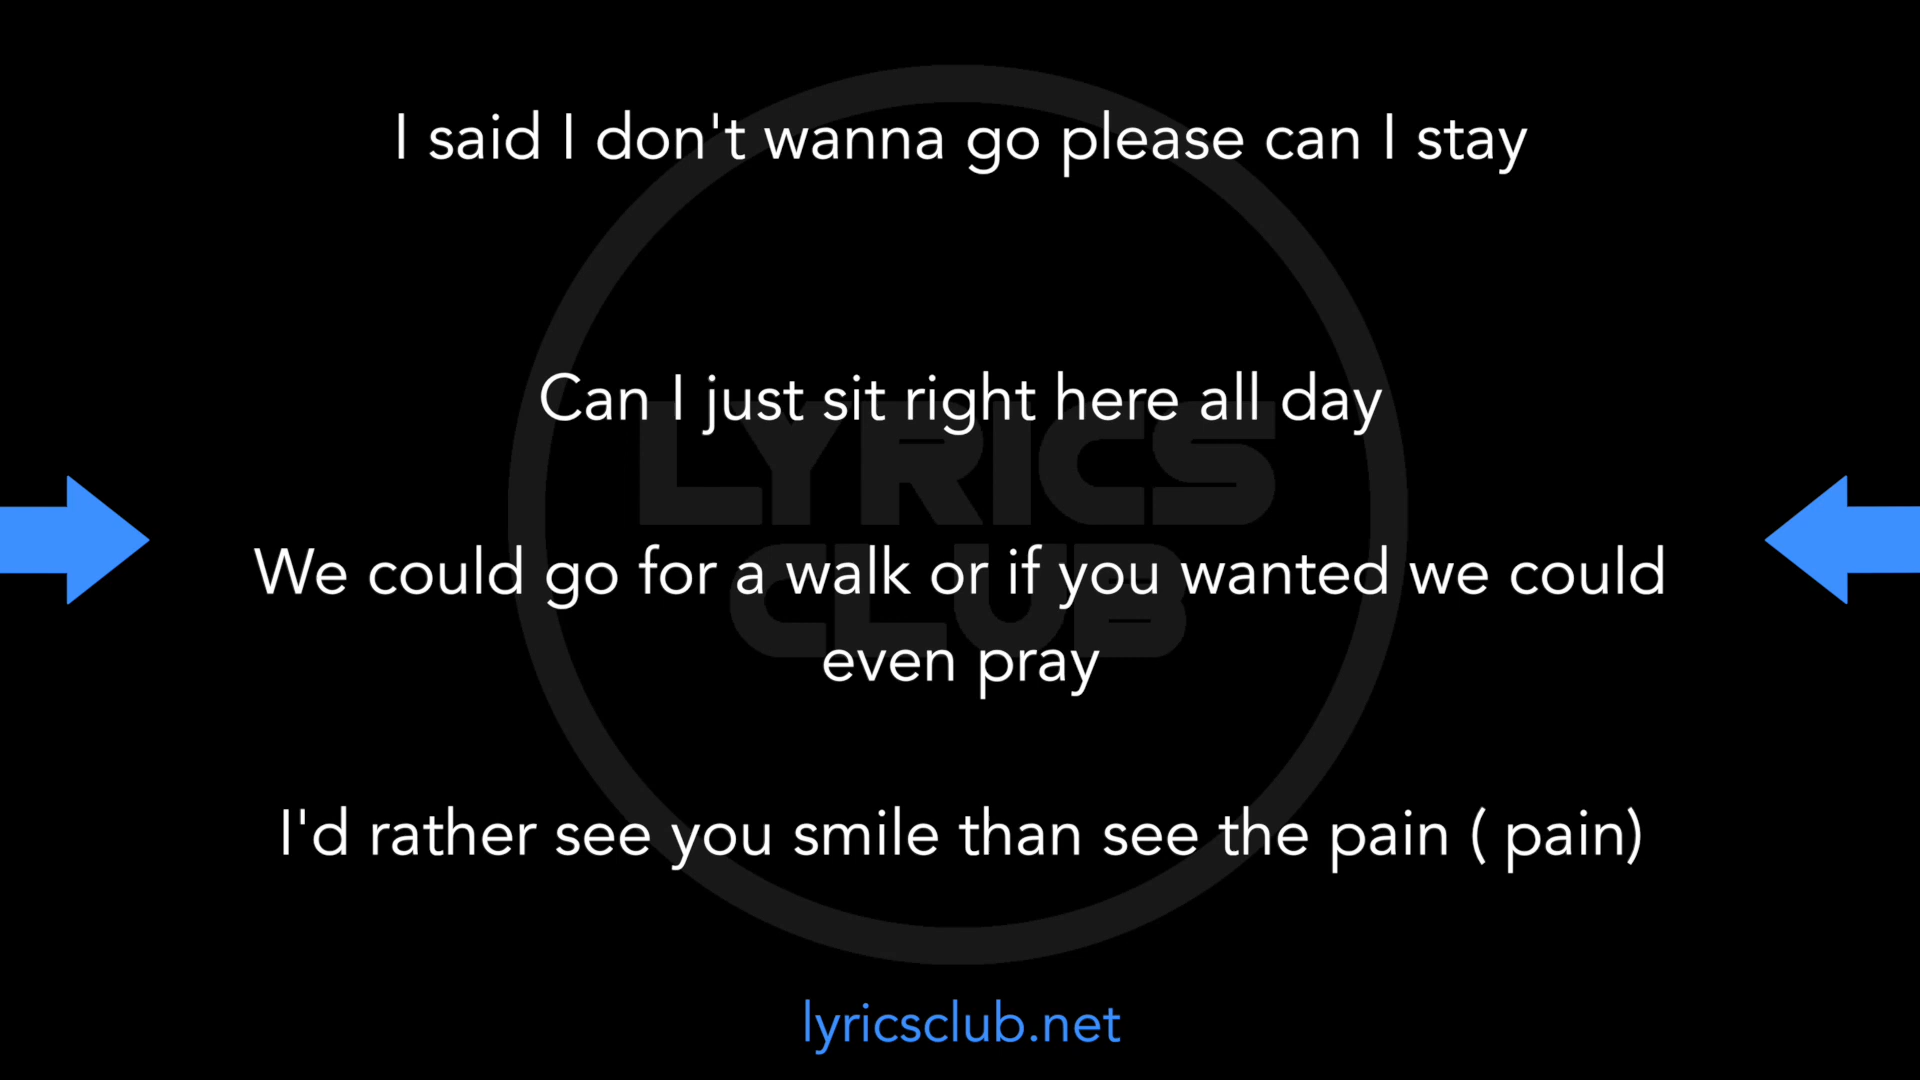 I said I don't wanna go please can I stay
Can I just sit right here all day
LYRICS
We could go for a walk or if you wanted we could
CLUB
even pray
I'd rather see you smile than see the pain ( pain)
lyricsclub.net